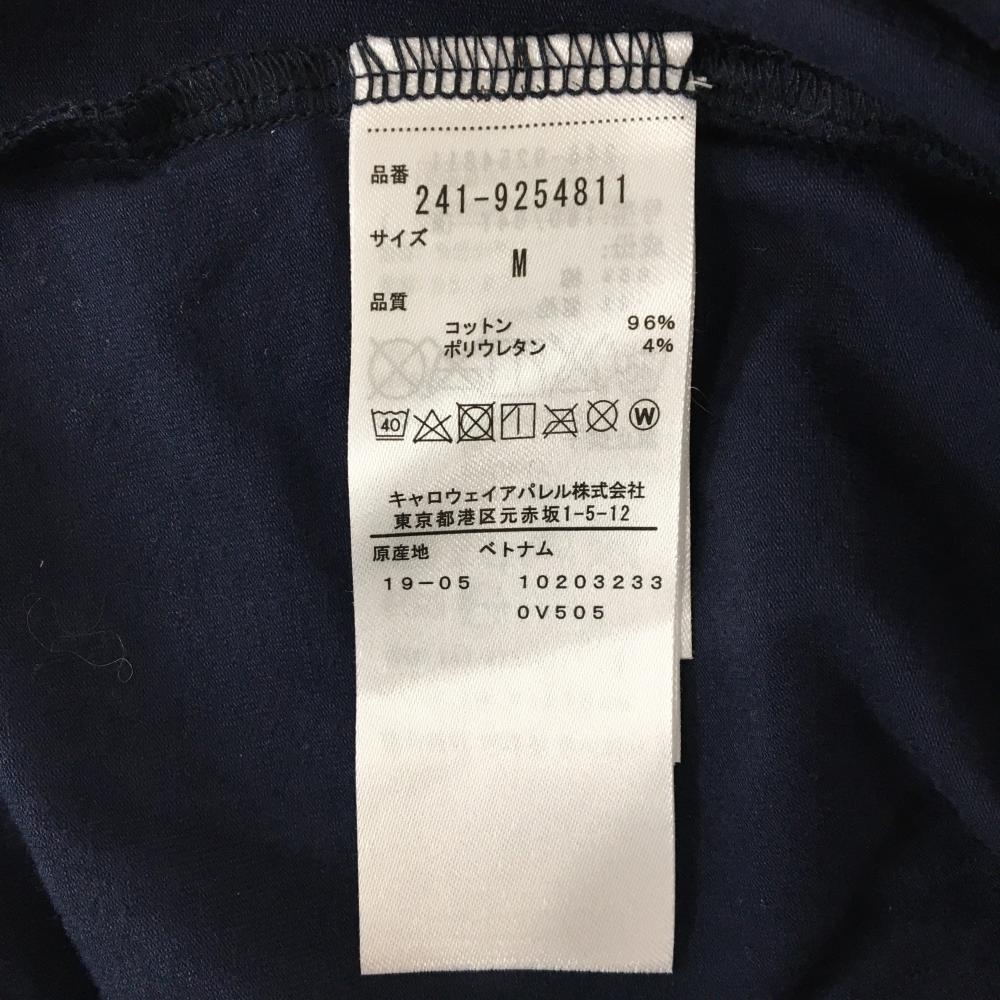 品番
241-9254811
サイズ
M
品質
コットン 96%
ポリウレタン 4%
40 W
キャロウェイアパレル株式会社
東京都港区元赤坂1-5-12
原産地 ベトナム
19-05 10203233
0V505